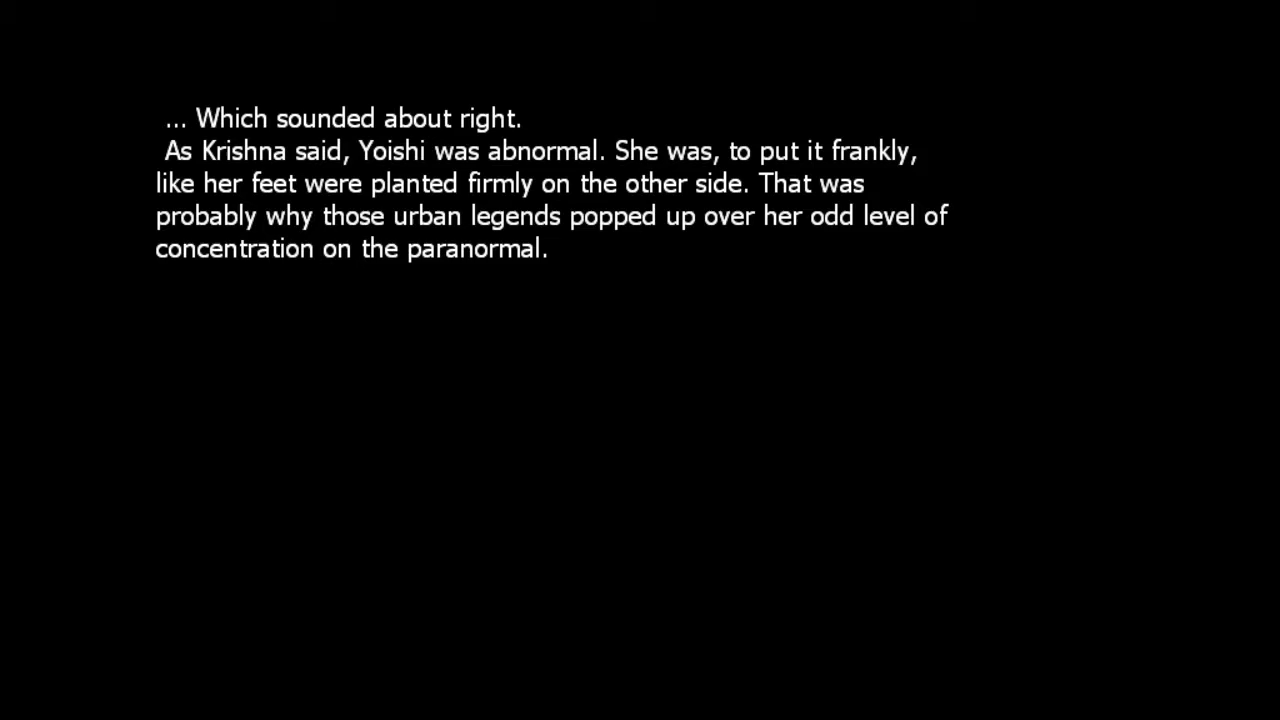 ... Which sounded about right.
As Krishna said, Yoishi was abnormal. She was, to put it frankly,
like her feet were planted firmly on the other side. That was
probably why those urban legends popped up over her odd level of
concentration on the paranormal.